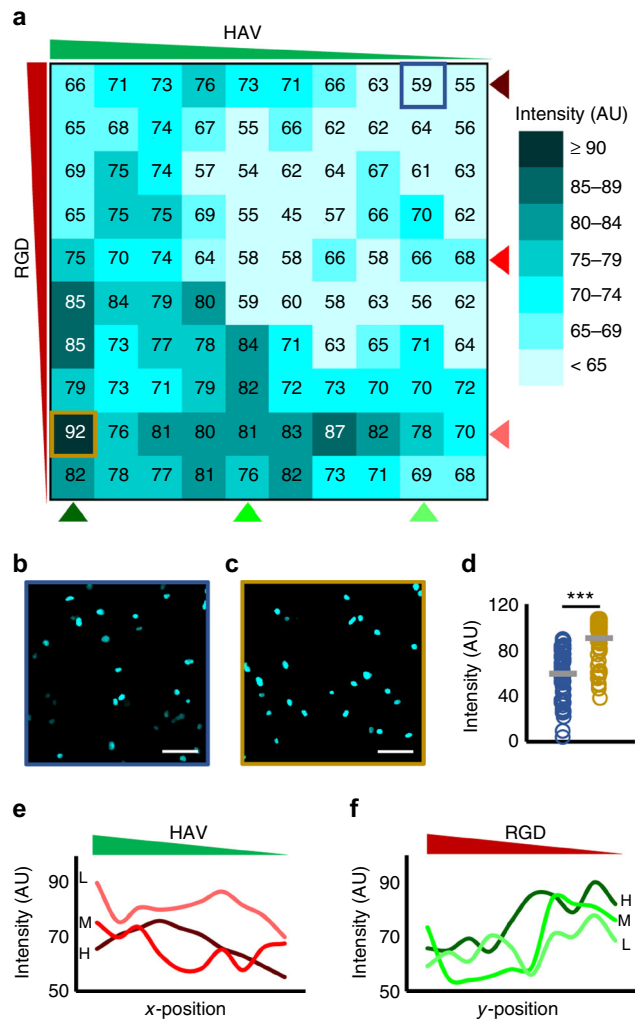 a
HAV
RGD
66 71 73 76 73 71 66 63 59 55
65 68 74 67 55 66 62 62 64 56
69 75 74 57 54 62 64 67 61 63
65 75 75 69 55 45 57 66 70 62
75 70 74 64 58 58 66 58 66 68
85 84 79 80 59 60 58 63 56 62
85 73 77 78 84 71 63 65 71 64
79 73 71 79 82 72 73 70 70 72
92 76 81 80 81 83 87 82 78 70
82 78 77 81 76 82 73 71 69 68
Intensity (AU)
≥ 90
85–89
80–84
75–79
70–74
65–69
< 65
b
c
d
***
Intensity (AU)
120
80
40
0
e
HAV
Intensity (AU)
90
70
50
L
M
H
x-position
f
RGD
Intensity (AU)
90
70
50
H
M
L
y-position